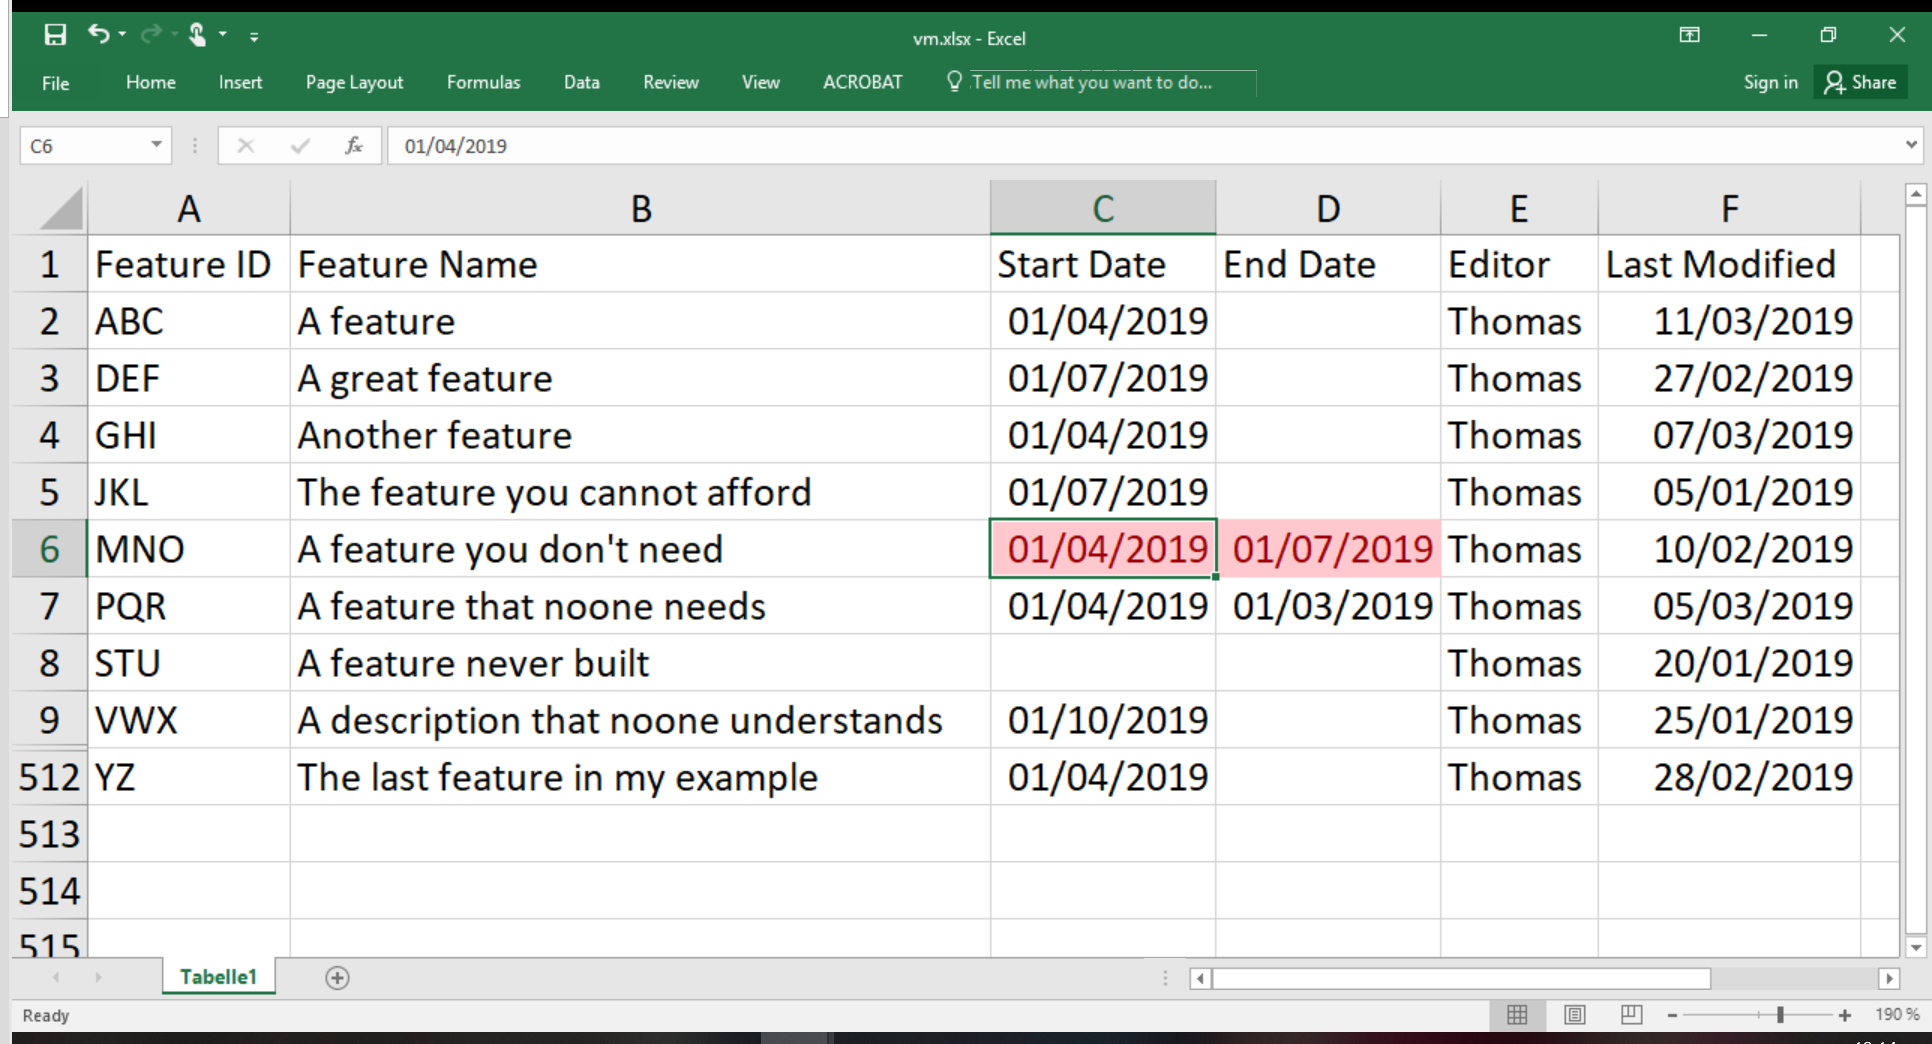 vm.xlsx - Excel
File Home Insert Page Layout Formulas Data Review View ACROBAT Tell me what you want to do... Sign in Share
C6 fx 01/04/2019
A B C D E F
1 Feature ID Feature Name Start Date End Date Editor Last Modified
2 ABC A feature 01/04/2019 Thomas 11/03/2019
3 DEF A great feature 01/07/2019 Thomas 27/02/2019
4 GHI Another feature 01/04/2019 Thomas 07/03/2019
5 JKL The feature you cannot afford 01/07/2019 Thomas 05/01/2019
6 MNO A feature you don't need 01/04/2019 01/07/2019 Thomas 10/02/2019
7 PQR A feature that noone needs 01/04/2019 01/03/2019 Thomas 05/03/2019
8 STU A feature never built Thomas 20/01/2019
9 VWX A description that noone understands 01/10/2019 Thomas 25/01/2019
512 YZ The last feature in my example 01/04/2019 Thomas 28/02/2019
513
514
515
Tabelle1
Ready 190 %